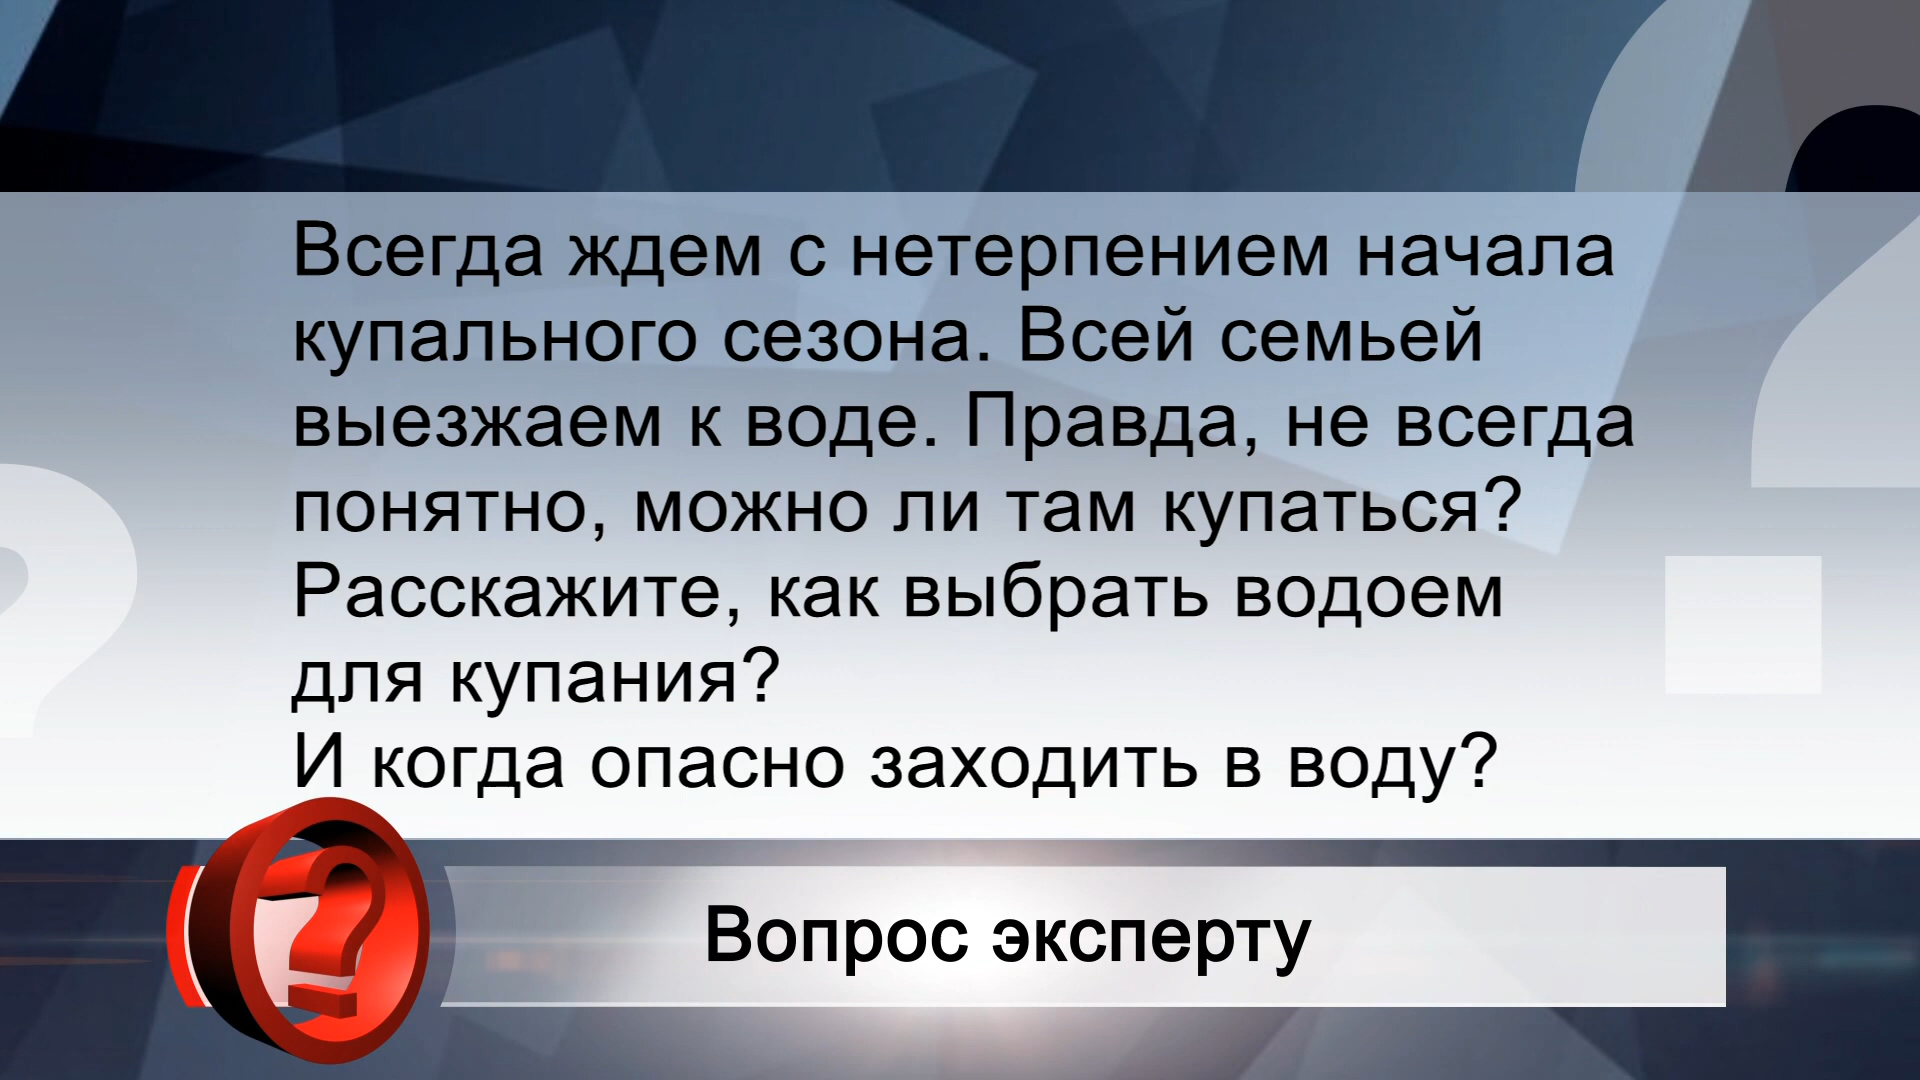 Всегда ждем с нетерпением начала
купального сезона. Всей семьей
выезжаем к воде. Правда, не всегда
понятно, можно ли там купаться?
Расскажите, как выбрать водоем
для купания?
И когда опасно заходить в воду?
Вопрос эксперту